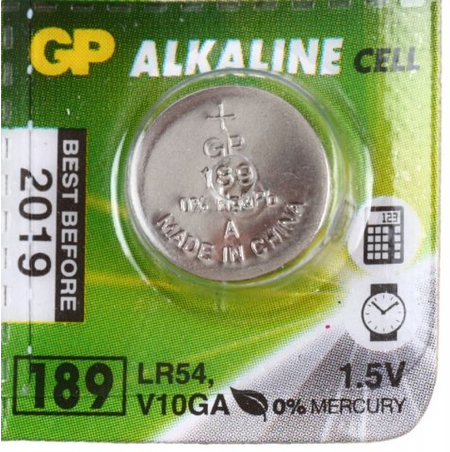 GP ALKALINE CELL
+
GP
189
0% Hg
A
MADE IN CHINA
BEST BEFORE
2019
123
189
LR54,
V10GA
1.5V
0% MERCURY